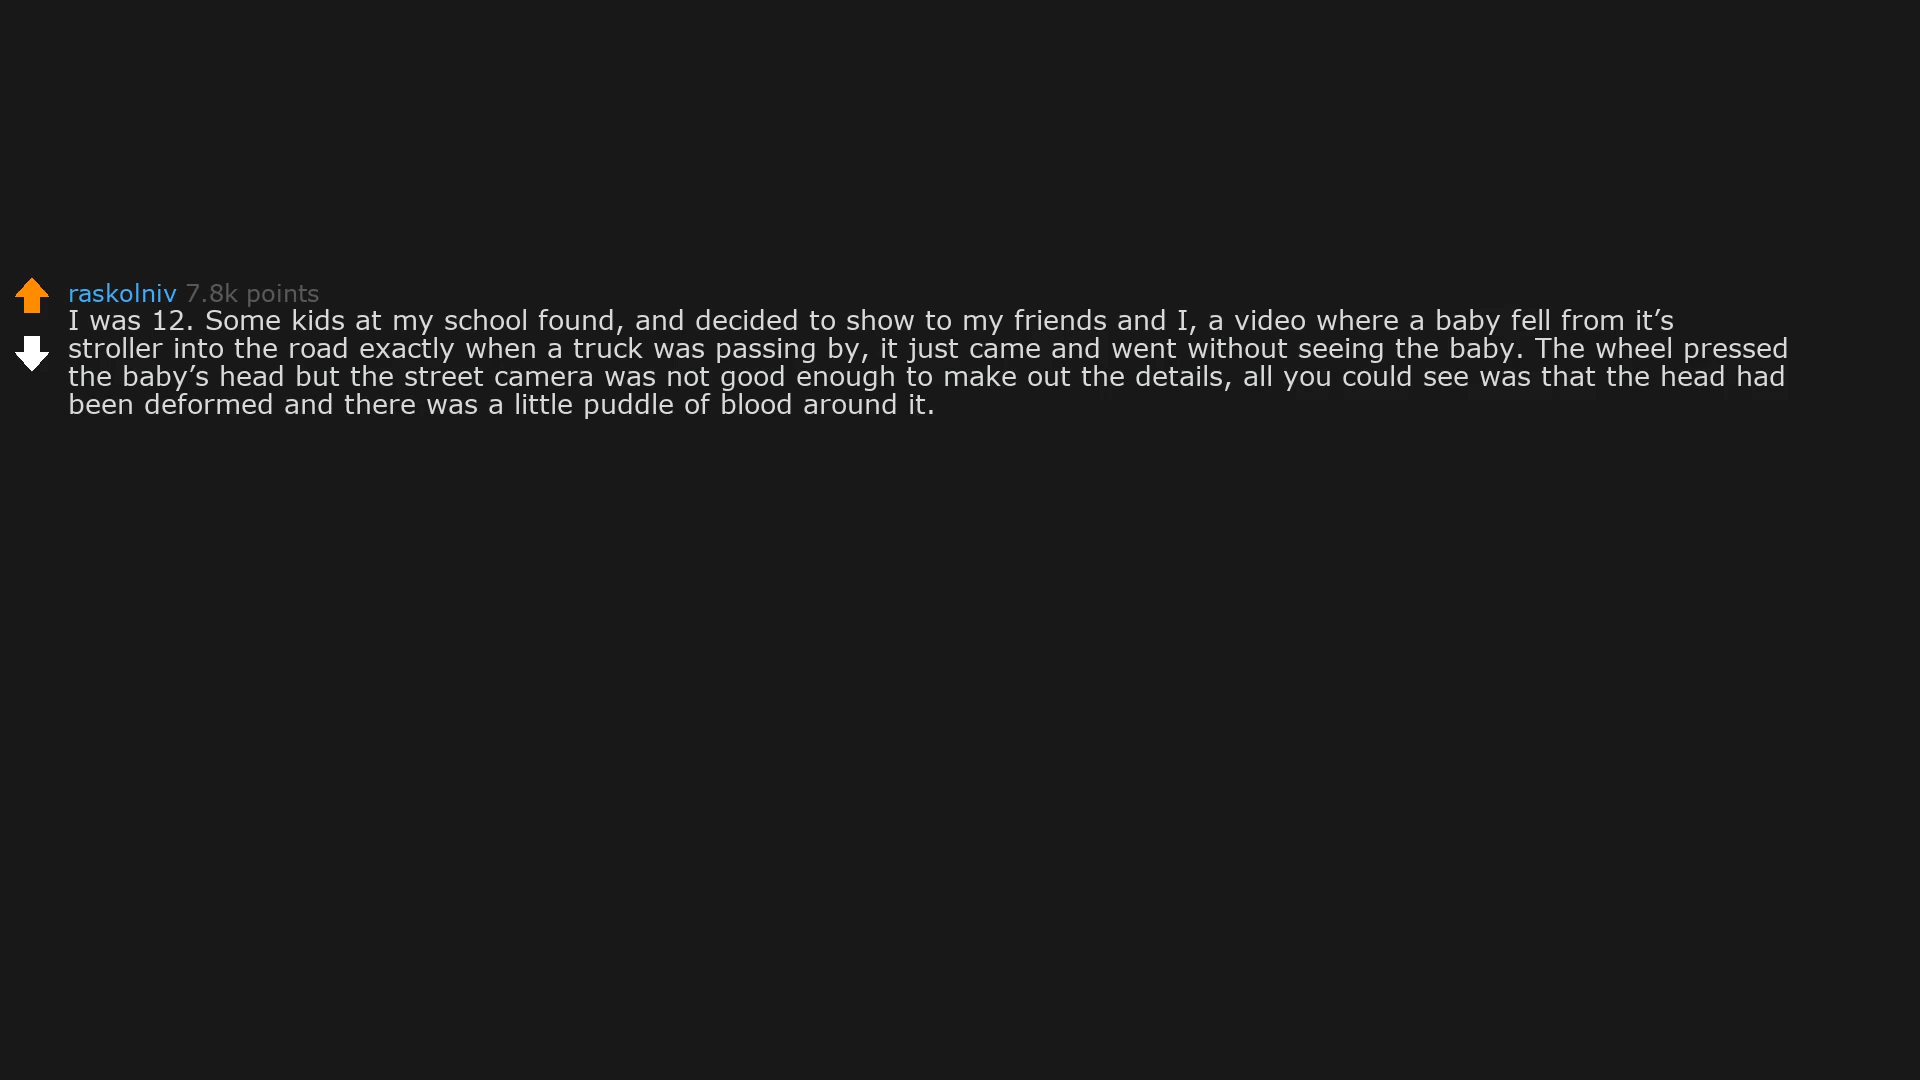 raskolniv 7.8k points
I was 12. Some kids at my school found, and decided to show to my friends and I, a video where a baby fell from it’s
stroller into the road exactly when a truck was passing by, it just came and went without seeing the baby. The wheel pressed
the baby’s head but the street camera was not good enough to make out the details, all you could see was that the head had
been deformed and there was a little puddle of blood around it.